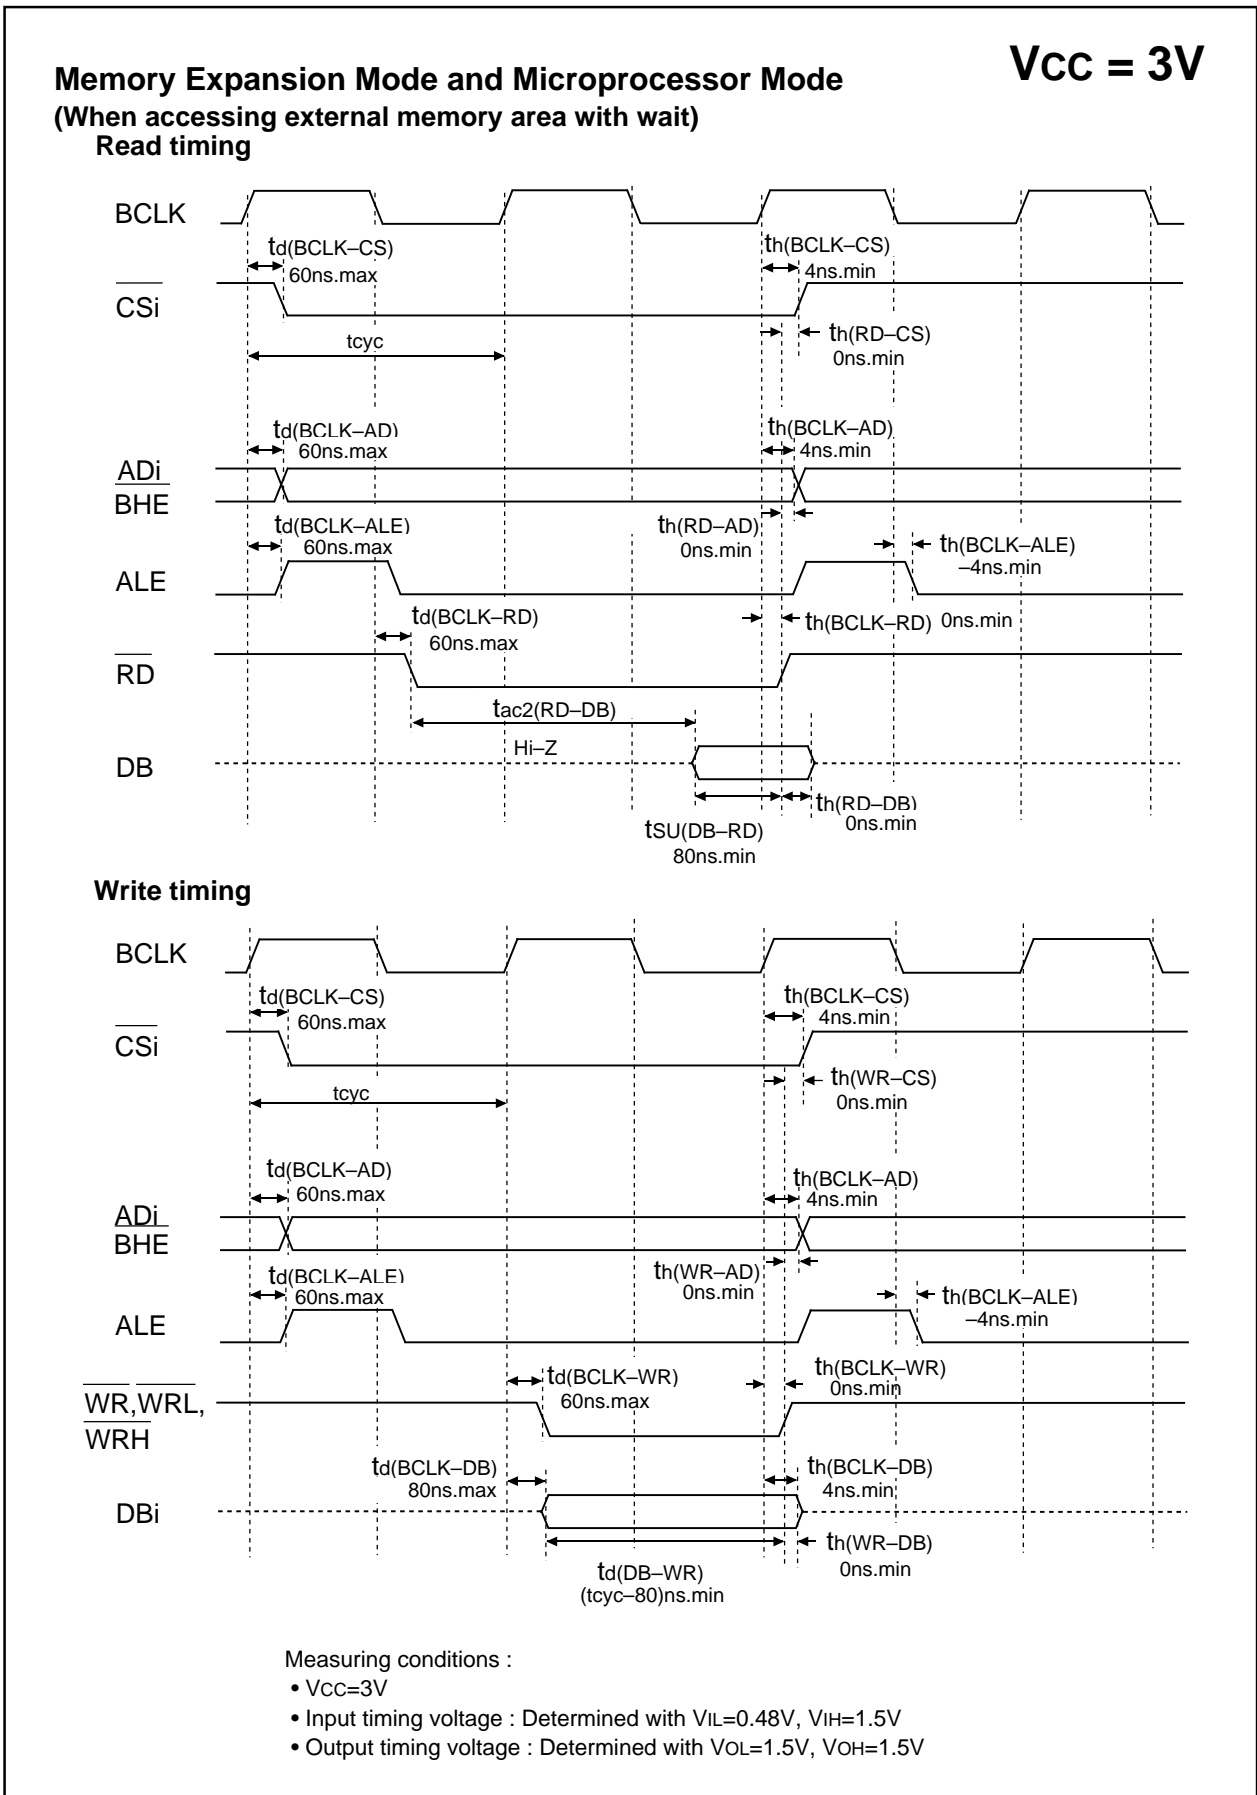 VCC = 3V
Memory Expansion Mode and Microprocessor Mode
(When accessing external memory area with wait)
Read timing
BCLK
td(BCLK–CS)
60ns.max
th(BCLK–CS)
4ns.min
CSi
th(RD–CS)
0ns.min
tcyc
td(BCLK–AD)
60ns.max
th(BCLK–AD)
4ns.min
ADi
BHE
td(BCLK–ALE)
60ns.max
th(RD–AD)
0ns.min
th(BCLK–ALE)
–4ns.min
ALE
td(BCLK–RD)
60ns.max
th(BCLK–RD) 0ns.min
RD
tac2(RD–DB)
Hi–Z
DB
tSU(DB–RD)
80ns.min
th(RD–DB)
0ns.min
Write timing
BCLK
td(BCLK–CS)
60ns.max
th(BCLK–CS)
4ns.min
CSi
th(WR–CS)
0ns.min
tcyc
td(BCLK–AD)
60ns.max
th(BCLK–AD)
4ns.min
ADi
BHE
td(BCLK–ALE)
60ns.max
th(WR–AD)
0ns.min
th(BCLK–ALE)
–4ns.min
ALE
td(BCLK–WR)
60ns.max
th(BCLK–WR)
0ns.min
WR,WRL,
WRH
td(BCLK–DB)
80ns.max
th(BCLK–DB)
4ns.min
DBi
td(DB–WR)
(tcyc–80)ns.min
th(WR–DB)
0ns.min
Measuring conditions :
• VCC=3V
• Input timing voltage : Determined with VIL=0.48V, VIH=1.5V
• Output timing voltage : Determined with VOL=1.5V, VOH=1.5V